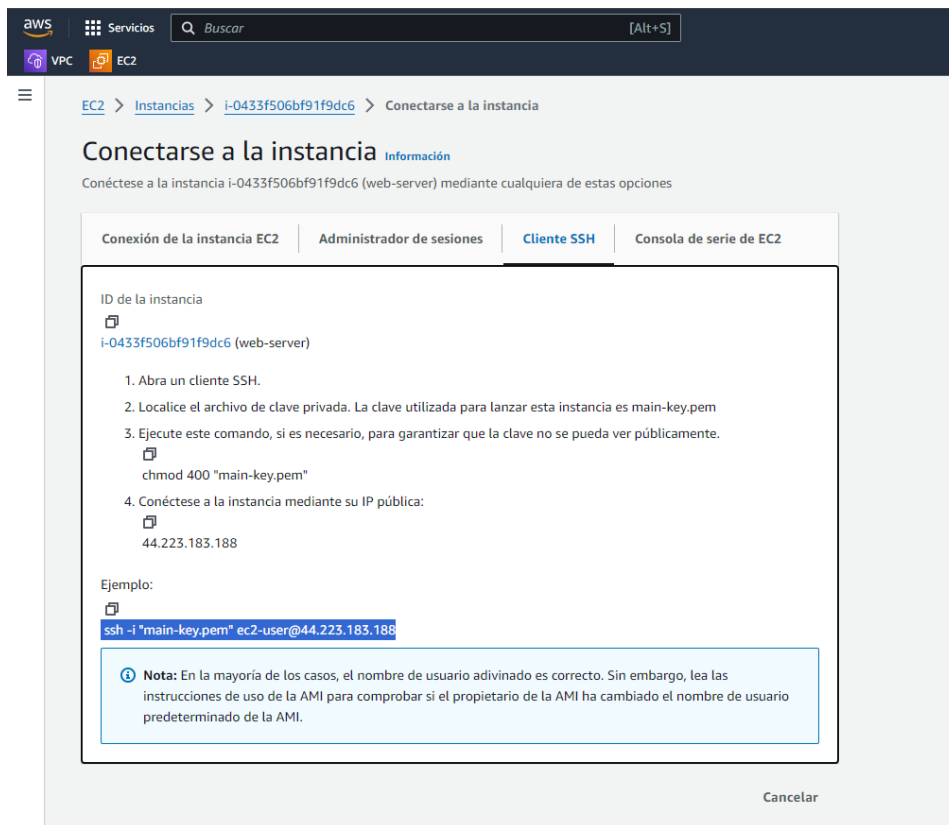 aws
Servicios
Buscar
[Alt+S]
VPC
EC2
EC2 > Instancias > i-0433f506bf91f9dc6 > Conectarse a la instancia
Conectarse a la instancia Información
Conéctese a la instancia i-0433f506bf91f9dc6 (web-server) mediante cualquiera de estas opciones
Conexión de la instancia EC2
Administrador de sesiones
Cliente SSH
Consola de serie de EC2
ID de la instancia
i-0433f506bf91f9dc6 (web-server)
1. Abra un cliente SSH.
2. Localice el archivo de clave privada. La clave utilizada para lanzar esta instancia es main-key.pem
3. Ejecute este comando, si es necesario, para garantizar que la clave no se pueda ver públicamente.
chmod 400 "main-key.pem"
4. Conéctese a la instancia mediante su IP pública:
44.223.183.188
Ejemplo:
ssh -i "main-key.pem" ec2-user@44.223.183.188
Nota: En la mayoría de los casos, el nombre de usuario adivinado es correcto. Sin embargo, lea las
instrucciones de uso de la AMI para comprobar si el propietario de la AMI ha cambiado el nombre de usuario
predeterminado de la AMI.
Cancelar